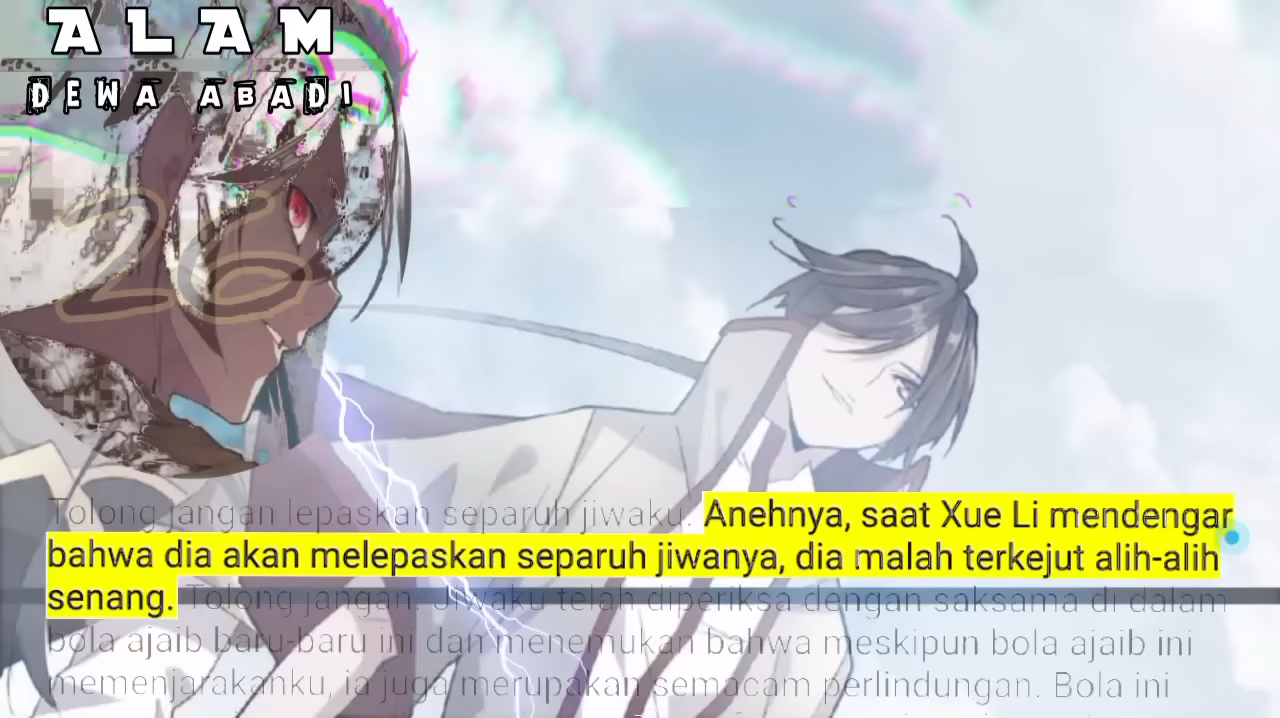 ALAM
DEWA ABADI
26
Tolong jangan lepaskan separuh jiwaku. Anehnya, saat Xue Li mendengar
bahwa dia akan melepaskan separuh jiwanya, dia malah terkejut alih-alih
senang. Tolong jangan. Jiwaku telah diperiksa dengan saksama di dalam
bola ajaib baru-baru ini dan menemukan bahwa meskipun bola ajaib ini
memenjarakanku, ia juga merupakan semacam perlindungan. Bola ini